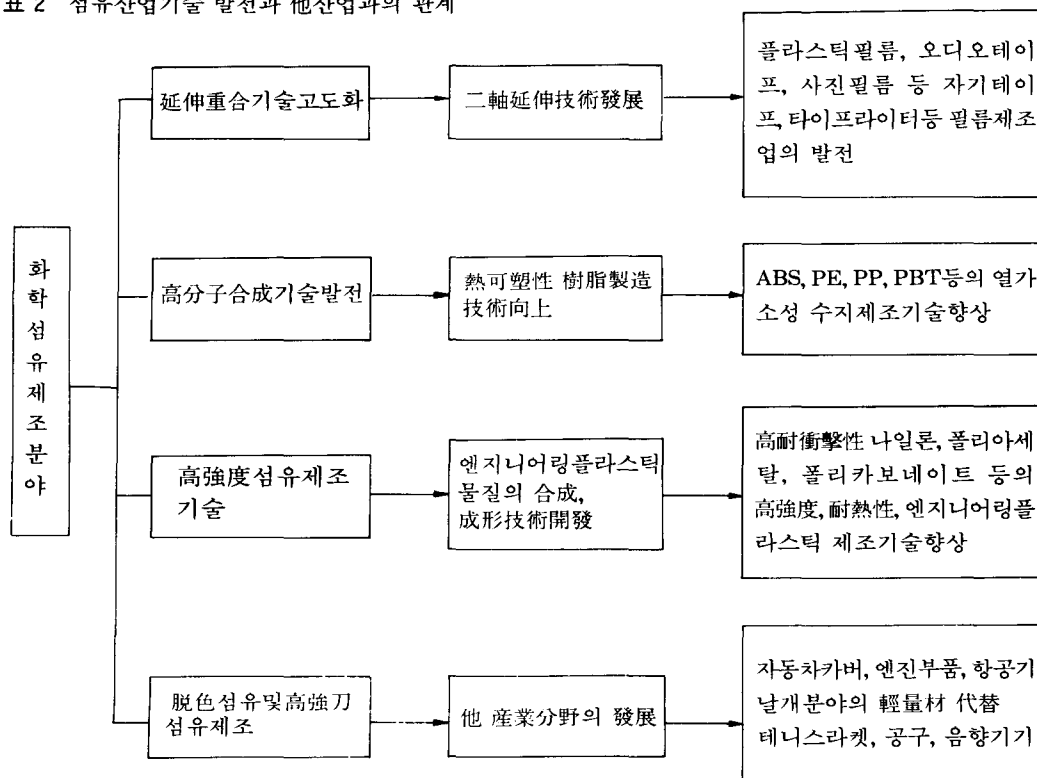 표 2 섬유산업기술 발전과 他산업과의 관계
화
학
섬
유
제
조
분
야
延伸重合기술고도화
二軸延伸技術發展
플라스틱필름, 오디오테이
프, 사진필름 등 자기테이
프, 타이프라이터등 필름제조
업의 발전
高分子合成기술발전
熱可塑性 樹脂製造
技術向上
ABS, PE, PP, PBT등의 열가
소성 수지제조기술향상
高強度섬유제조
기술
엔지니어링플라스틱
물질의 合成,
成形技術開發
高耐衝擊性 나일론, 폴리아세
탈, 폴리카보네이트 등의
高強度, 耐熱性, 엔지니어링플
라스틱 제조기술향상
脱色섬유및高強刀
섬유제조
他 産業分野의 發展
자동차카버, 엔진부품, 항공기
날개분야의 輕量材 代替
테니스라켓, 공구, 음향기기